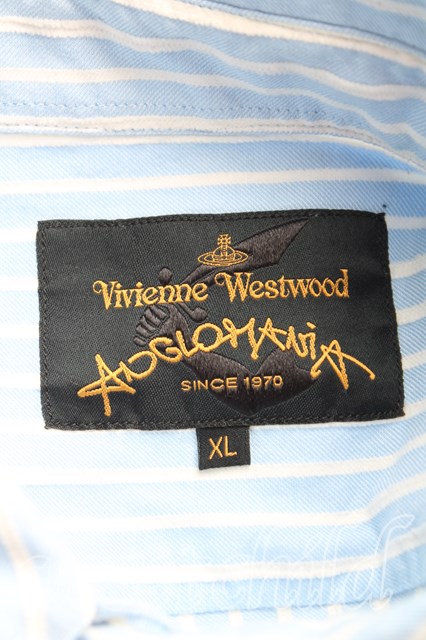 Vivienne Westwood
ANGLOMANIA
SINCE 1970
XL